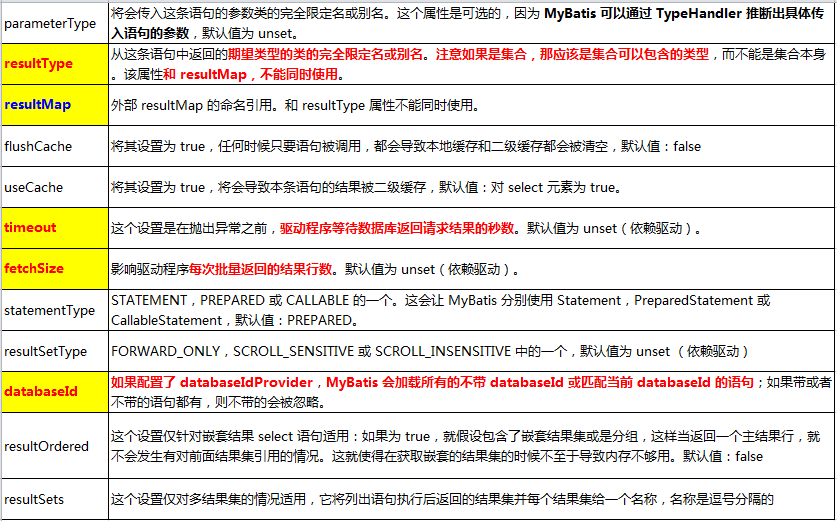 parameterType
将会传入这条语句的参数类的完全限定名或别名。这个属性是可选的，因为 MyBatis 可以通过 TypeHandler 推断出具体传
入语句的参数，默认值为 unset。
resultType
从这条语句中返回的期望类型的类的完全限定名或别名。注意如果是集合，那应该是集合可以包含的类型，而不能是集合本身
。该属性和 resultMap，不能同时使用。
resultMap
外部 resultMap 的命名引用。和 resultType 属性不能同时使用。
flushCache
将其设置为 true，任何时候只要语句被调用，都会导致本地缓存和二级缓存都会被清空，默认值：false
useCache
将其设置为 true，将会导致本条语句的结果被二级缓存，默认值：对 select 元素为 true。
timeout
这个设置是在抛出异常之前，驱动程序等待数据库返回请求结果的秒数。默认值为 unset（依赖驱动）。
fetchSize
影响驱动程序每次批量返回的结果行数。默认值为 unset（依赖驱动）。
statementType
STATEMENT，PREPARED 或 CALLABLE 的一个。这会让 MyBatis 分别使用 Statement，PreparedStatement 或
CallableStatement，默认值：PREPARED。
resultSetType
FORWARD_ONLY，SCROLL_SENSITIVE 或 SCROLL_INSENSITIVE 中的一个，默认值为 unset （依赖驱动）
databaseId
如果配置了 databaseIdProvider，MyBatis 会加载所有的不带 databaseId 或匹配当前 databaseId 的语句；如果带或者
不带的语句都有，则不带的会被忽略。
resultOrdered
这个设置仅针对嵌套结果 select 语句适用：如果为 true，就假设包含了嵌套结果集或是分组，这样当返回一个主结果行，就
不会发生有对前面结果集引用的情况。这就使得在获取嵌套的结果集的时候不至于导致内存不够用。默认值：false
resultSets
这个设置仅对多结果集的情况适用，它将列出语句执行后返回的结果集并每个结果集给一个名称，名称是逗号分隔的